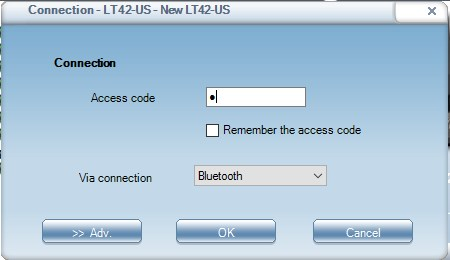 Connection - LT42-US - New LT42-US
Connection
Access code ●
Remember the access code
Via connection Bluetooth
>> Adv. OK Cancel